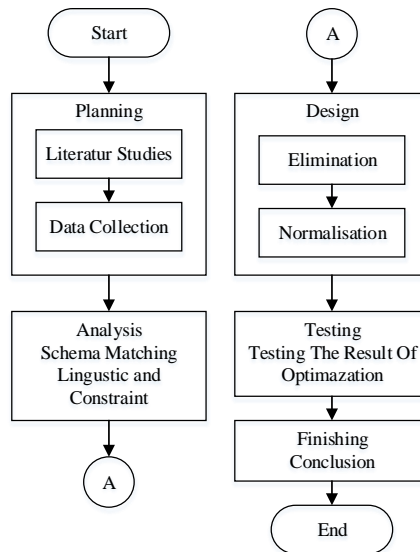 Start
Planning
Literatur Studies
Data Collection
Analysis
Schema Matching
Lingustic and
Constraint
A
A
Design
Elimination
Normalisation
Testing
Testing The Result Of
Optimazation
Finishing
Conclusion
End